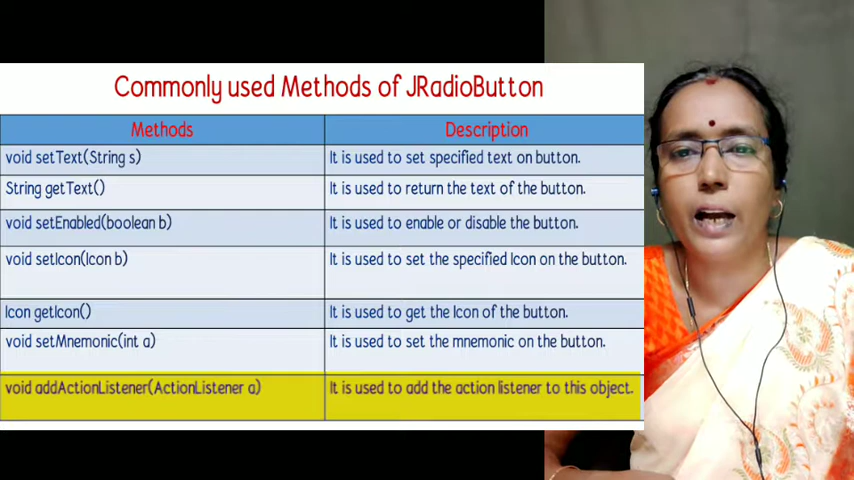 Commonly used Methods of JRadioButton
Methods Description
void setText(String s) It is used to set specified text on button.
String getText() It is used to return the text of the button.
void setEnabled(boolean b) It is used to enable or disable the button.
void setIcon(Icon b) It is used to set the specified Icon on the button.
Icon getIcon() It is used to get the Icon of the button.
void setMnemonic(int a) It is used to set the mnemonic on the button.
void addActionListener(ActionListener a) It is used to add the action listener to this object.